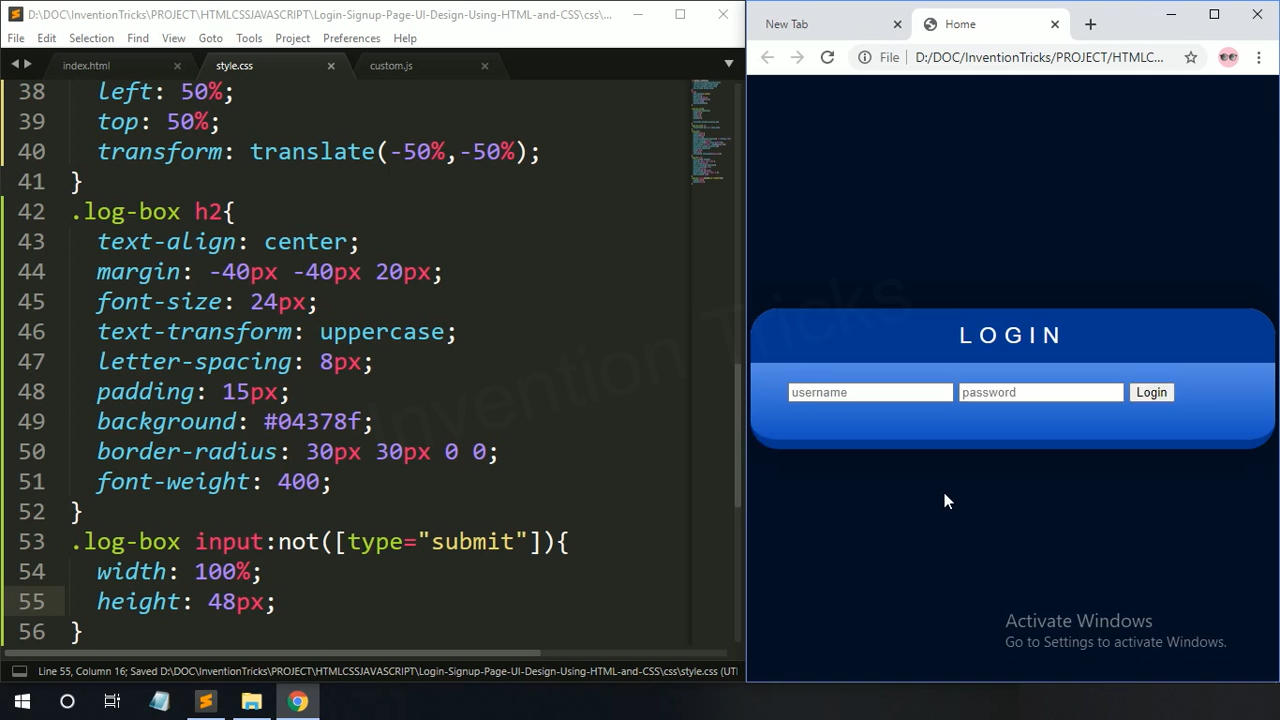 D:\DOC\InventionTricks\PROJECT\HTMLCSSJAVASCRIPT\Login-Signup-Page-UI-Design-Using-HTML-and-CSS\css\...
File Edit Selection Find View Goto Tools Project Preferences Help
index.html style.css custom.js
38 left: 50%;
39 top: 50%;
40 transform: translate(-50%,-50%);
41 }
42 .log-box h2{
43 text-align: center;
44 margin: -40px -40px 20px;
45 font-size: 24px;
46 text-transform: uppercase;
47 letter-spacing: 8px;
48 padding: 15px;
49 background: #04378f;
50 border-radius: 30px 30px 0 0;
51 font-weight: 400;
52 }
53 .log-box input:not([type="submit"]){
54 width: 100%;
55 height: 48px;
56 }
Line 55, Column 16; Saved D:\DOC\InventionTricks\PROJECT\HTMLCSSJAVASCRIPT\Login-Signup-Page-UI-Design-Using-HTML-and-CSS\css\style.css (UT
New Tab Home
File D:/DOC/InventionTricks/PROJECT/HTMLC...
LOGIN
username password Login
Invention Tricks
Activate Windows
Go to Settings to activate Windows.